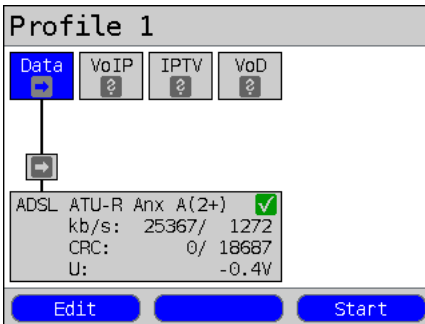 Profile 1
Data VoIP IPTV VoD
? ? ?
ADSL ATU-R Anx A(2+)
kb/s: 25367/ 1272
CRC: 0/ 18687
U: -0.4V
Edit Start